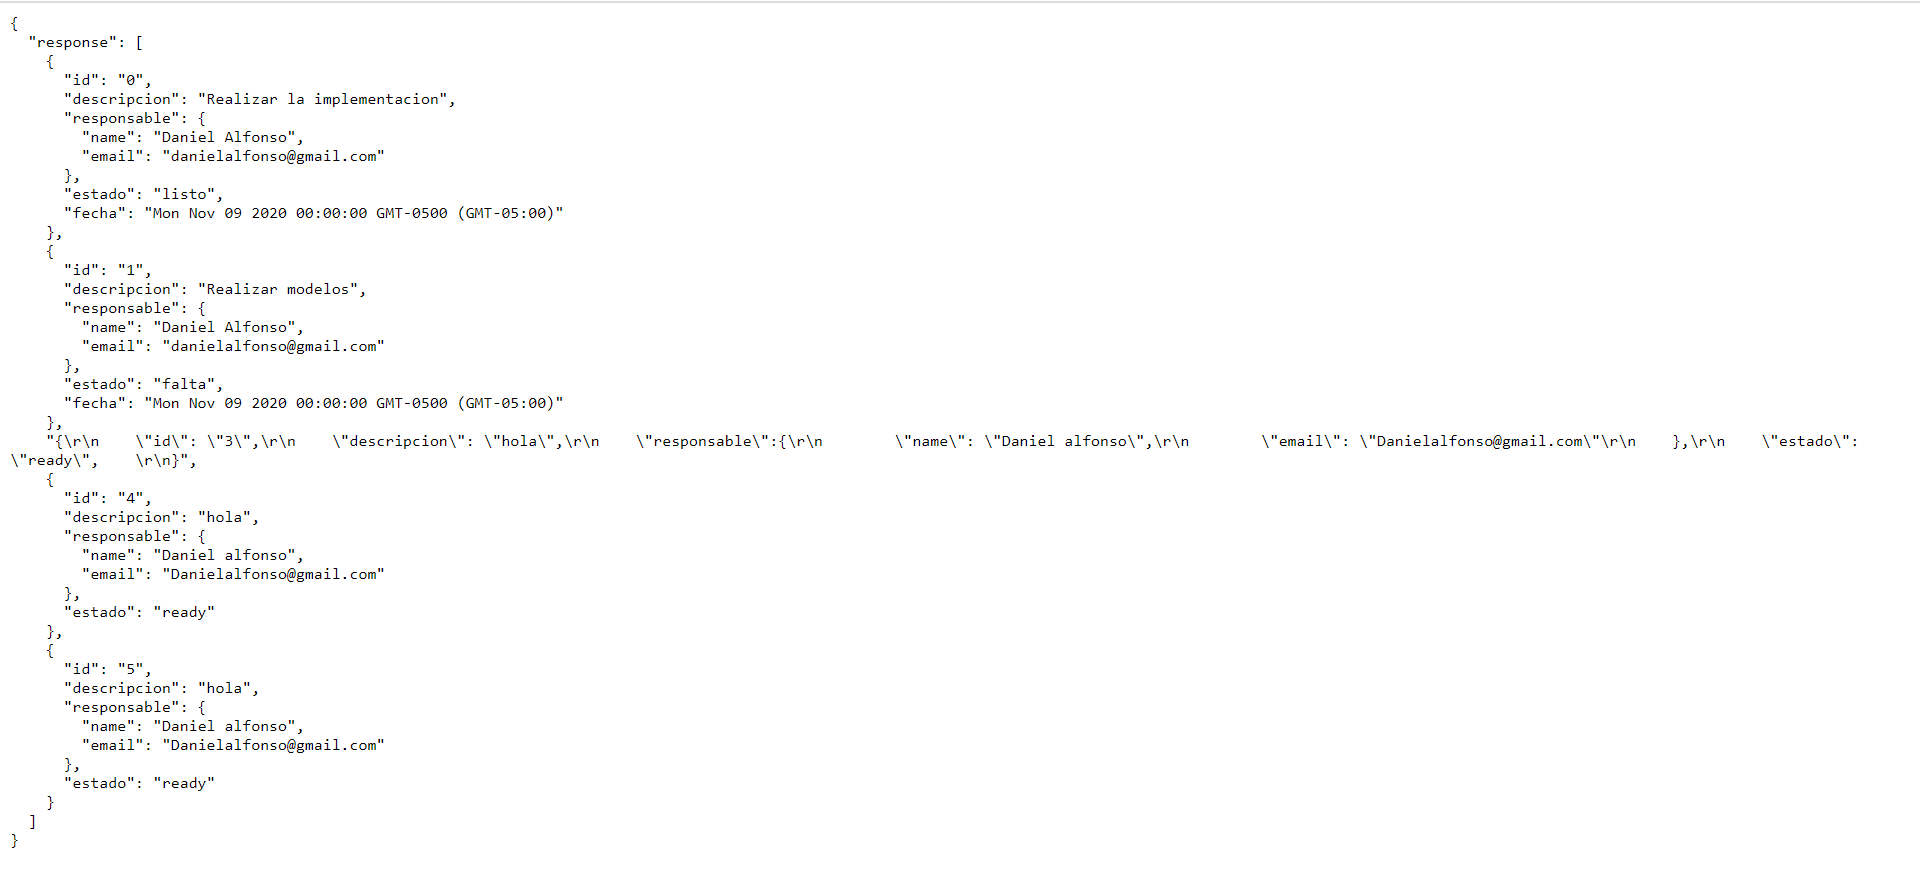 {
  "response": [
    {
      "id": "0",
      "descripcion": "Realizar la implementacion",
      "responsable": {
        "name": "Daniel Alfonso",
        "email": "danielalfonso@gmail.com"
      },
      "estado": "listo",
      "fecha": "Mon Nov 09 2020 00:00:00 GMT-0500 (GMT-05:00)"
    },
    {
      "id": "1",
      "descripcion": "Realizar modelos",
      "responsable": {
        "name": "Daniel Alfonso",
        "email": "danielalfonso@gmail.com"
      },
      "estado": "falta",
      "fecha": "Mon Nov 09 2020 00:00:00 GMT-0500 (GMT-05:00)"
    },
    "{\r\n    \"id\": \"3\",\r\n    \"descripcion\": \"hola\",\r\n    \"responsable\":{\r\n        \"name\": \"Daniel alfonso\",\r\n        \"email\": \"Danielalfonso@gmail.com\"\r\n    },\r\n    \"estado\":
\"ready\",    \r\n}",
    {
      "id": "4",
      "descripcion": "hola",
      "responsable": {
        "name": "Daniel alfonso",
        "email": "Danielalfonso@gmail.com"
      },
      "estado": "ready"
    },
    {
      "id": "5",
      "descripcion": "hola",
      "responsable": {
        "name": "Daniel alfonso",
        "email": "Danielalfonso@gmail.com"
      },
      "estado": "ready"
    }
  ]
}